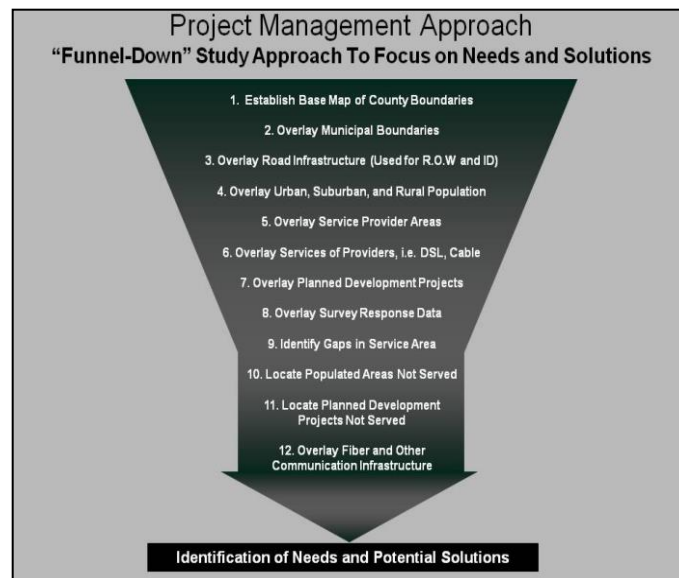 Project Management Approach
“Funnel-Down” Study Approach To Focus on Needs and Solutions
1. Establish Base Map of County Boundaries
2. Overlay Municipal Boundaries
3. Overlay Road Infrastructure (Used for R.O.W and ID)
4. Overlay Urban, Suburban, and Rural Population
5. Overlay Service Provider Areas
6. Overlay Services of Providers, i.e. DSL, Cable
7. Overlay Planned Development Projects
8. Overlay Survey Response Data
9. Identify Gaps in Service Area
10. Locate Populated Areas Not Served
11. Locate Planned Development
Projects Not Served
12. Overlay Fiber and Other
Communication Infrastructure
Identification of Needs and Potential Solutions